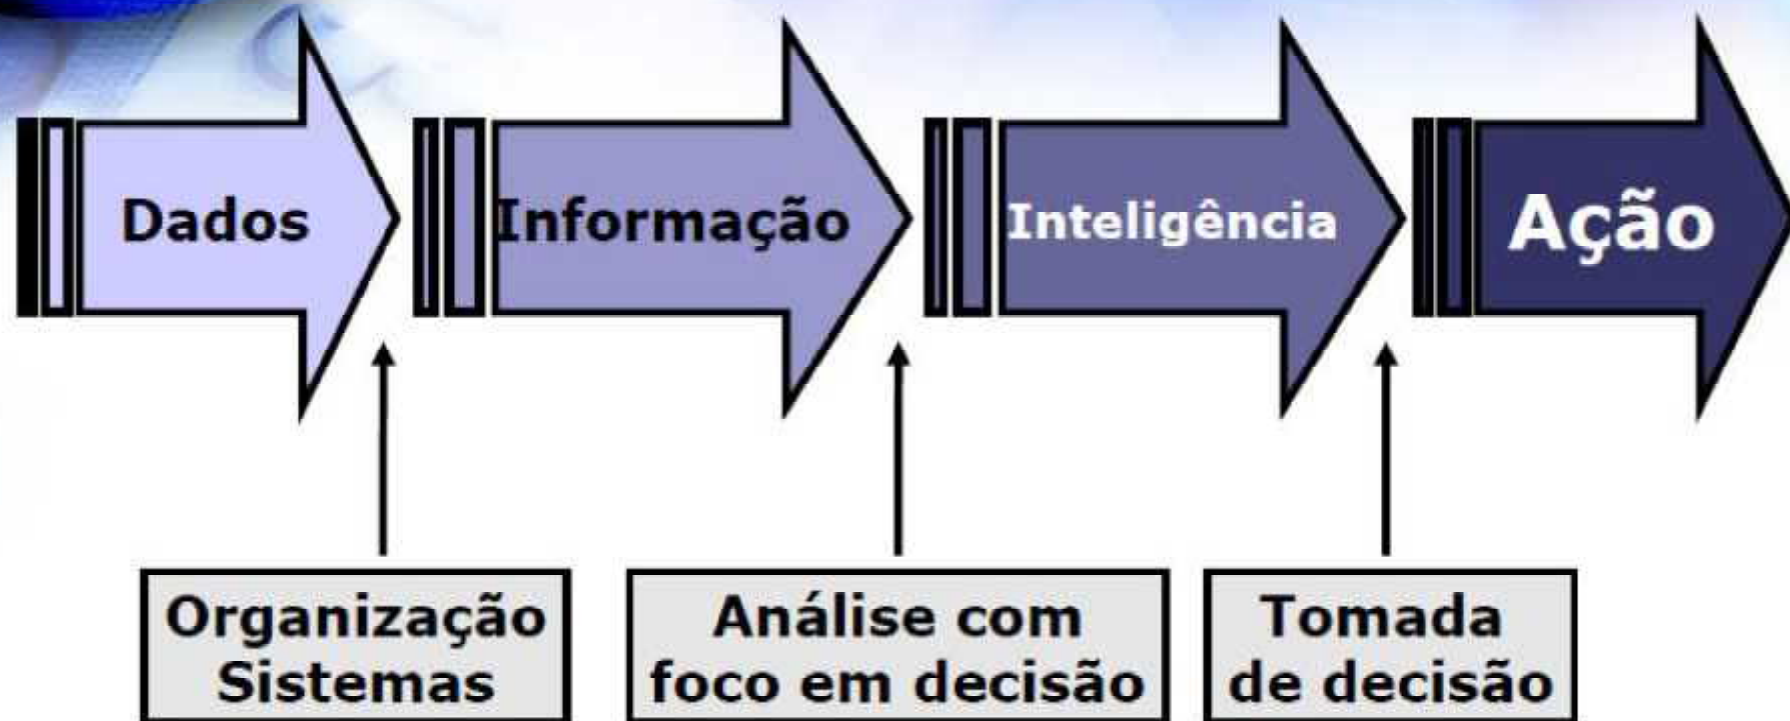 Dados
Informação
Inteligência
Ação
Organização
Sistemas
Análise com
foco em decisão
Tomada
de decisão